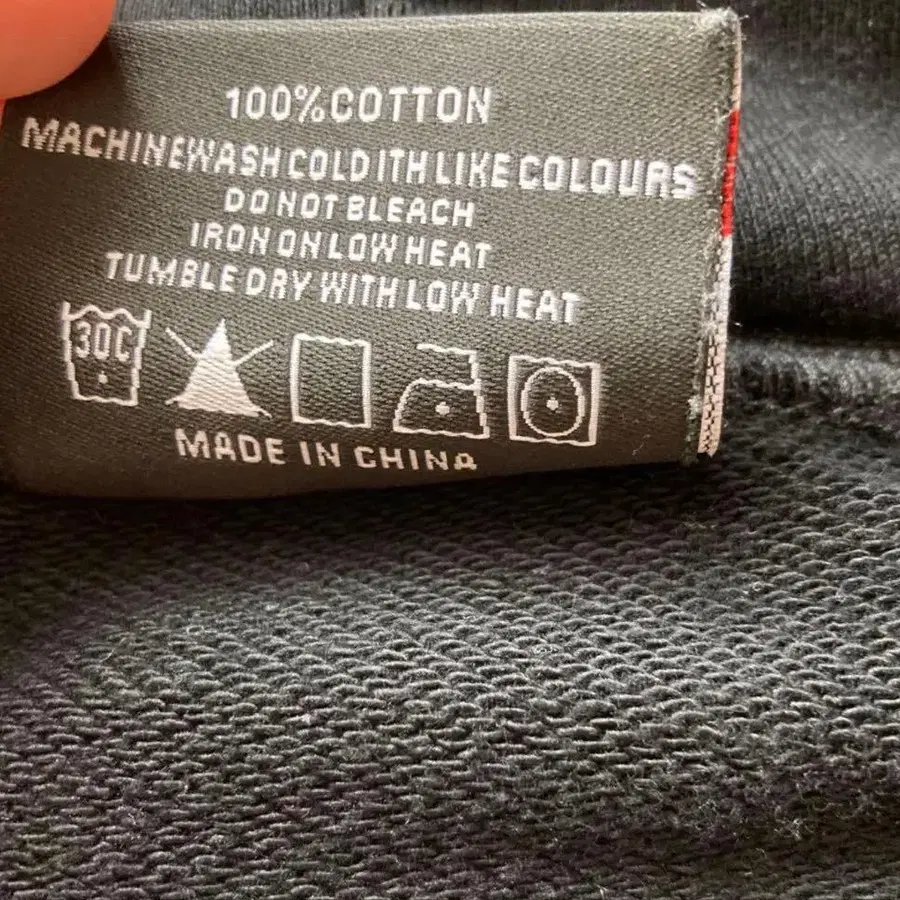 100%COTTON
MACHINEWASH COLD ITH LIKE COLOURS
DO NOT BLEACH
IRON ON LOW HEAT
TUMBLE DRY WITH LOW HEAT
30C
MADE IN CHINA